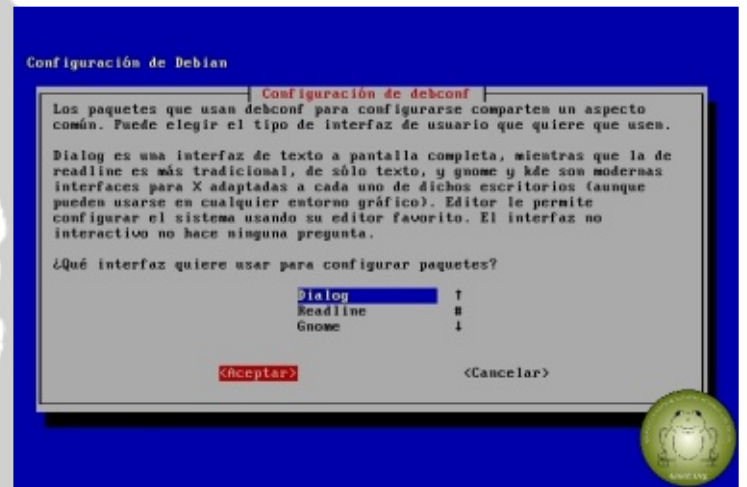 Configuración de Debian
Configuración de debconf
Los paquetes que usan debconf para configurarse comparten un aspecto
común. Puede elegir el tipo de interfaz de usuario que quiere que usen.
Dialog es una interfaz de texto a pantalla completa, mientras que la de
readline es más tradicional, de sólo texto, y gnome y kde son modernas
interfaces para X adaptadas a cada uno de dichos escritorios (aunque
pueden usarse en cualquier entorno gráfico). Editor le permite
configurar el sistema usando su editor favorito. El interfaz no
interactivo no hace ninguna pregunta.
¿Qué interfaz quiere usar para configurar paquetes?
Dialog
Readline
Gnome
<Aceptar> <Cancelar>